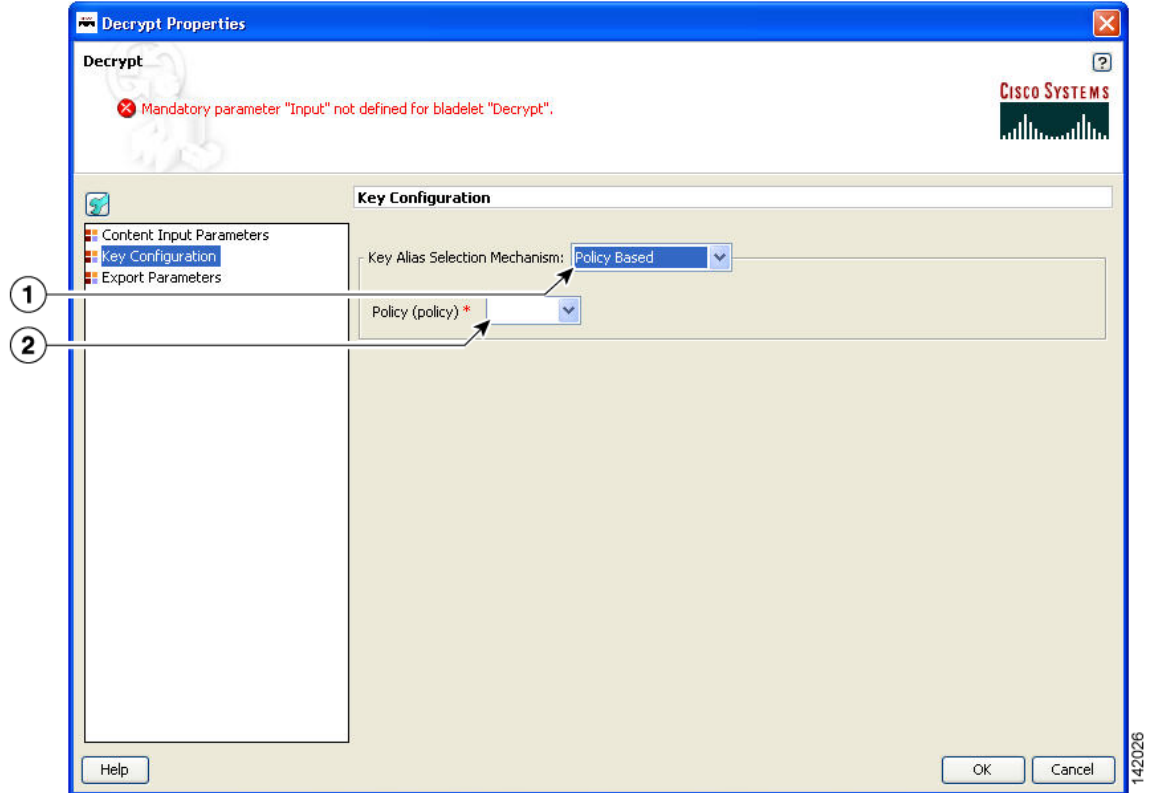 Decrypt Properties
Decrypt
?
Mandatory parameter "Input" not defined for bladelet "Decrypt".
CISCO SYSTEMS
Key Configuration
Content Input Parameters
Key Configuration
Export Parameters
Key Alias Selection Mechanism: Policy Based
Policy (policy) *
1
2
Help
OK
Cancel
142026